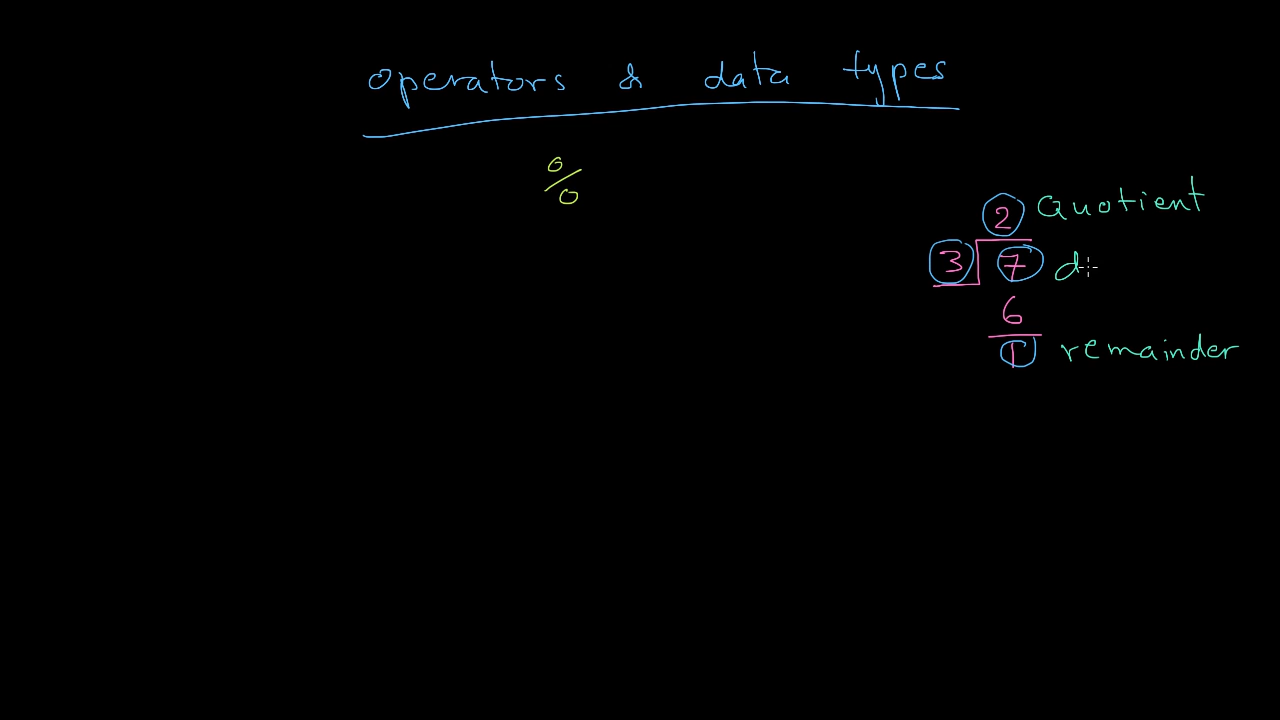 operators & data types
%
2 Quotient
3 7 d
6
1 remainder